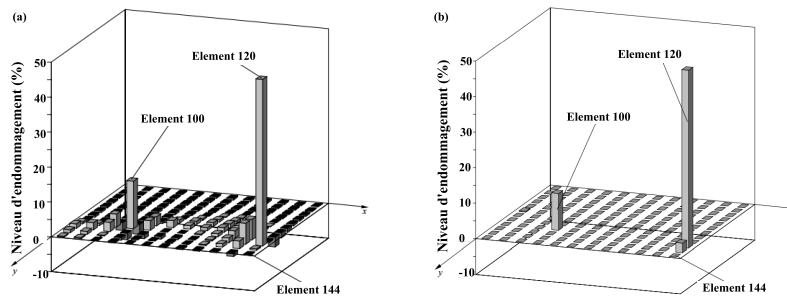 (a)
Niveau d'endommagement (%)
50
40
30
20
10
0
-10
Element 120
Element 100
Element 144
x
y
(b)
Niveau d'endommagement (%)
50
40
30
20
10
0
-10
Element 120
Element 100
Element 144
y